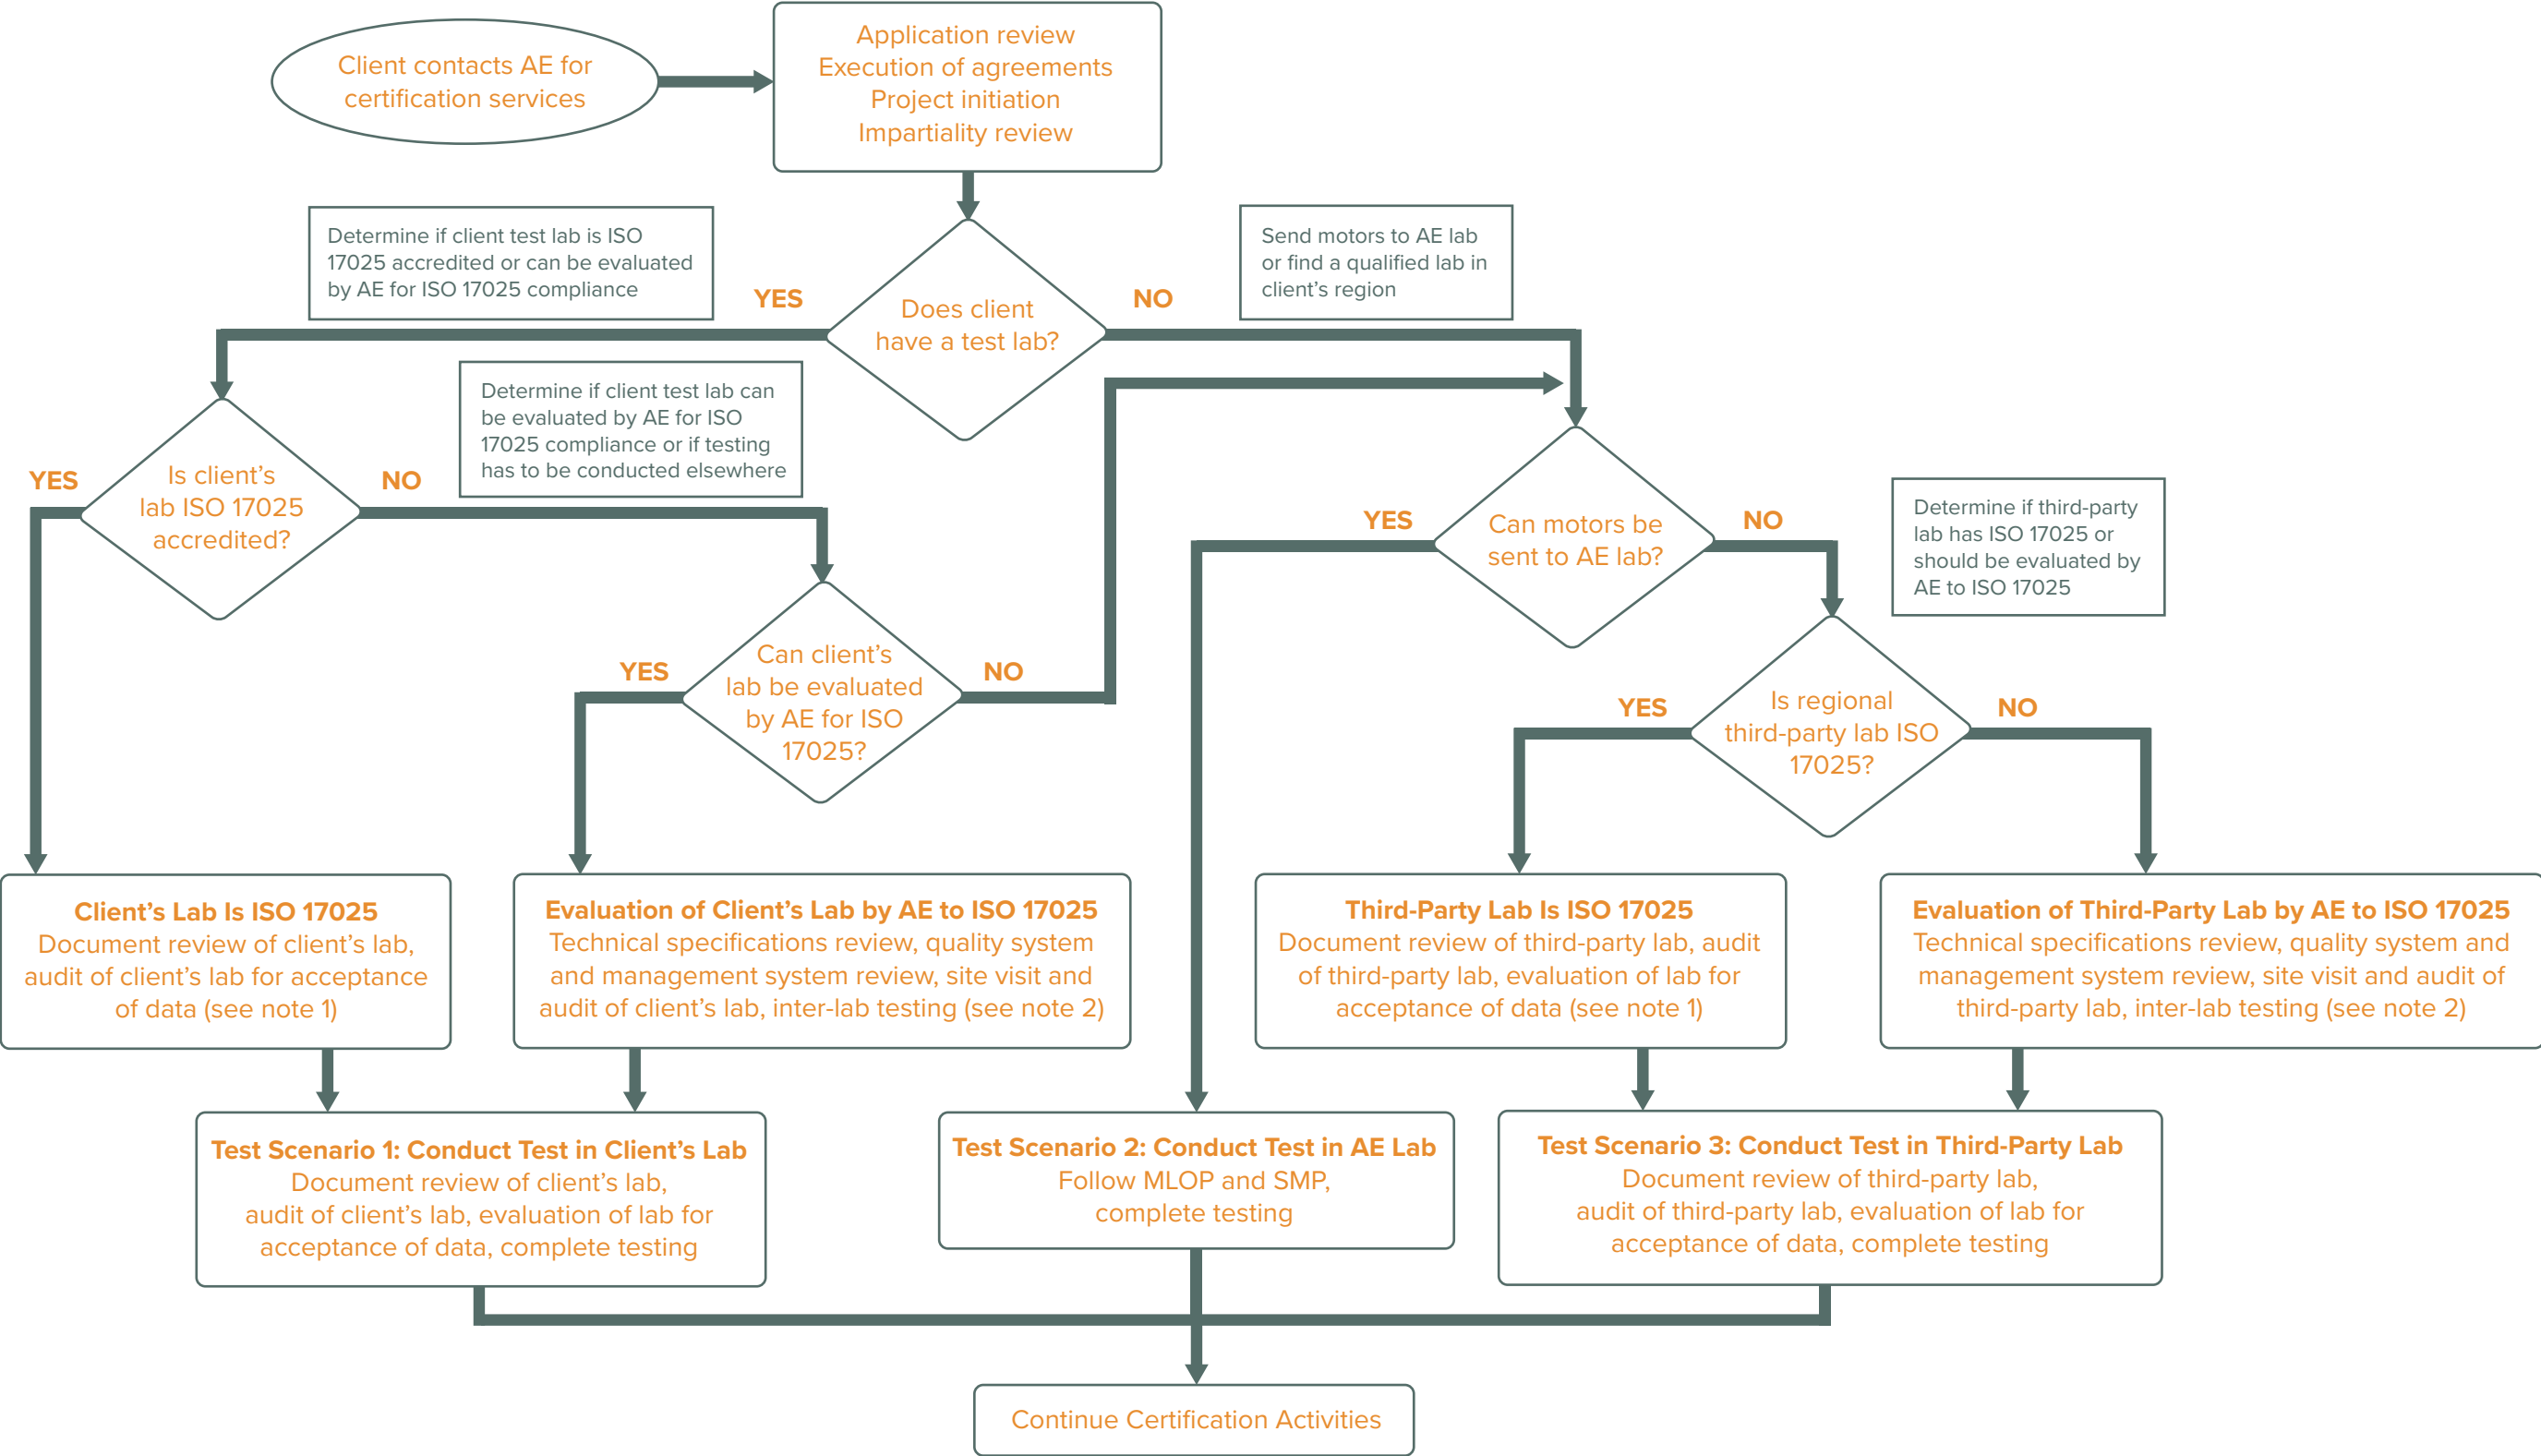 Client contacts AE for
certification services
Application review
Execution of agreements
Project initiation
Impartiality review
Determine if client test lab is ISO
17025 accredited or can be evaluated
by AE for ISO 17025 compliance
YES
Does client
have a test lab?
NO
Send motors to AE lab
or find a qualified lab in
client’s region
YES
Is client’s
lab ISO 17025
accredited?
NO
Determine if client test lab can
be evaluated by AE for ISO
17025 compliance or if testing
has to be conducted elsewhere
YES
Can client’s
lab be evaluated
by AE for ISO
17025?
NO
YES
Can motors be
sent to AE lab?
NO
Determine if third-party
lab has ISO 17025 or
should be evaluated by
AE to ISO 17025
YES
Is regional
third-party lab ISO
17025?
NO
Client’s Lab Is ISO 17025
Document review of client’s lab,
audit of client’s lab for acceptance
of data (see note 1)
Evaluation of Client’s Lab by AE to ISO 17025
Technical specifications review, quality system
and management system review, site visit and
audit of client’s lab, inter-lab testing (see note 2)
Third-Party Lab Is ISO 17025
Document review of third-party lab, audit
of third-party lab, evaluation of lab for
acceptance of data (see note 1)
Evaluation of Third-Party Lab by AE to ISO 17025
Technical specifications review, quality system and
management system review, site visit and audit of
third-party lab, inter-lab testing (see note 2)
Test Scenario 1: Conduct Test in Client’s Lab
Document review of client’s lab,
audit of client’s lab, evaluation of lab for
acceptance of data, complete testing
Test Scenario 2: Conduct Test in AE Lab
Follow MLOP and SMP,
complete testing
Test Scenario 3: Conduct Test in Third-Party Lab
Document review of third-party lab,
audit of third-party lab, evaluation of lab for
acceptance of data, complete testing
Continue Certification Activities